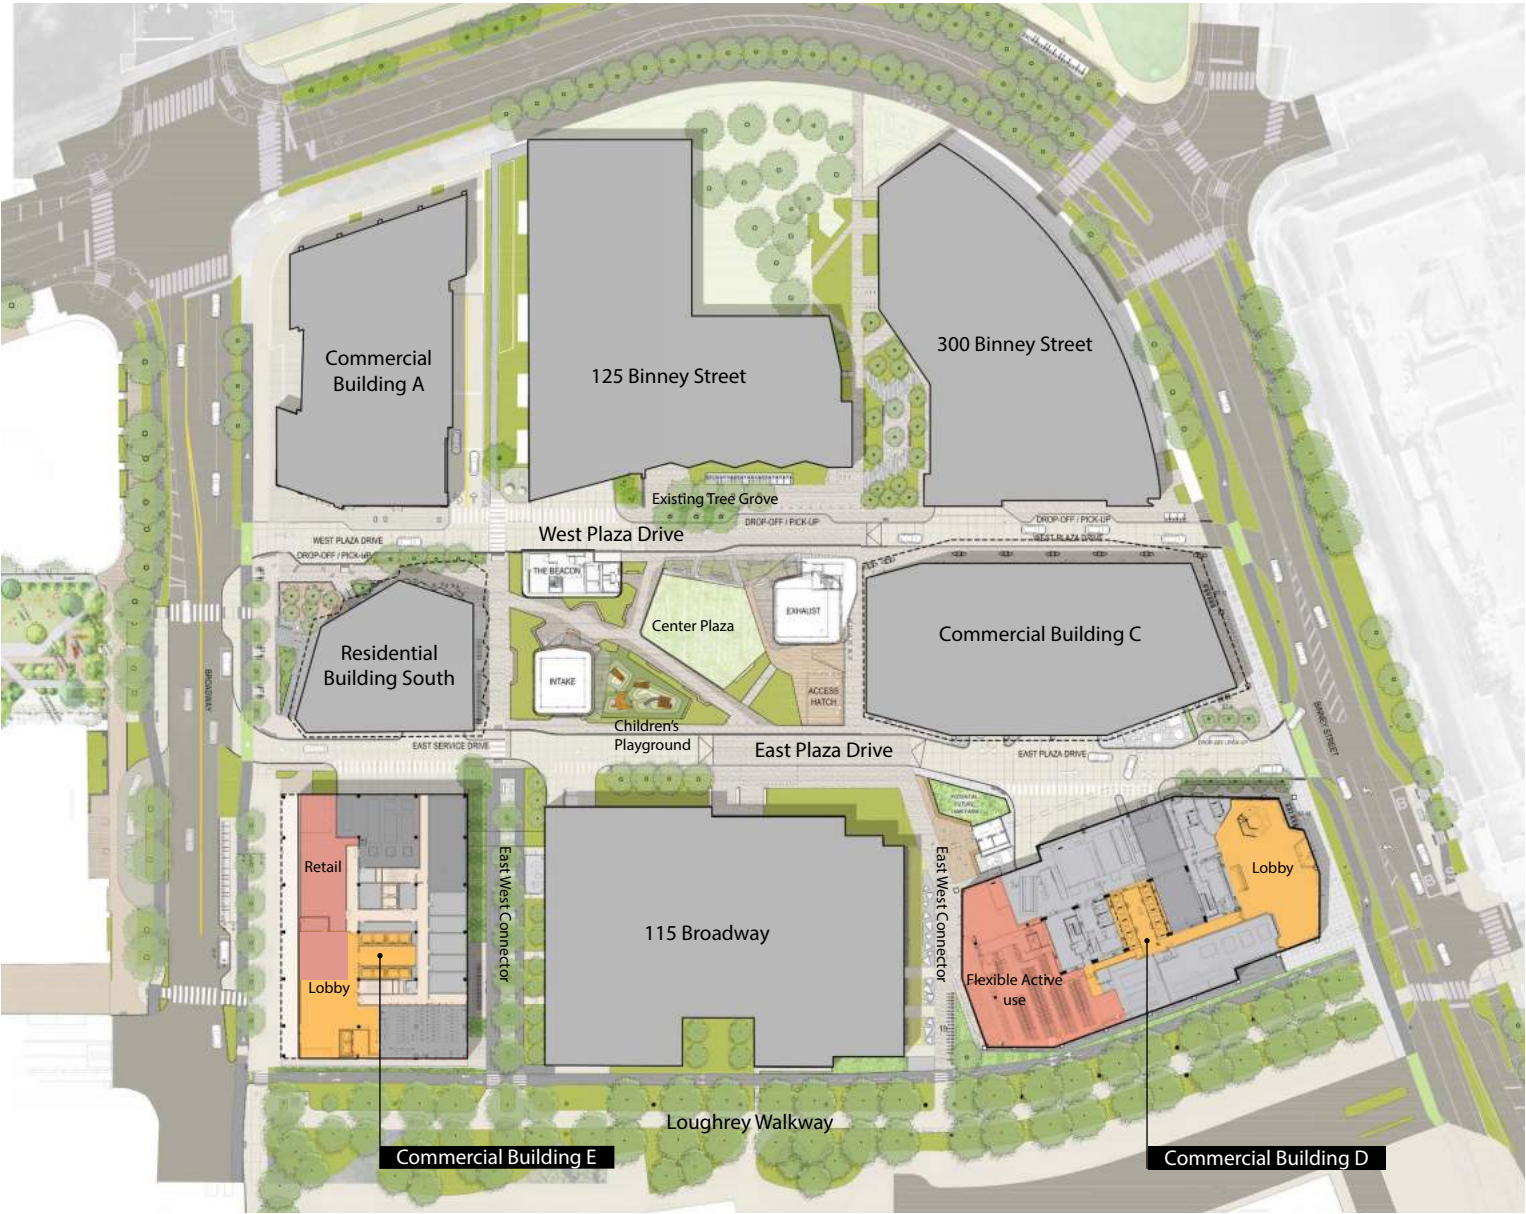 Commercial
Building A
125 Binney Street
300 Binney Street
Existing Tree Grove
DROP-OFF / PICK-UP
DROP-OFF / PICK-UP
West Plaza Drive
WEST PLAZA DRIVE
WEST PLAZA DRIVE
DROP-OFF / PICK-UP
THE BEACON
EXHAUST
Center Plaza
Commercial Building C
Residential
Building South
INTAKE
ACCESS
HATCH
BROADWAY
BINNEY STREET
Children's
Playground
EAST SERVICE DRIVE
East Plaza Drive
EAST PLAZA DRIVE
Retail
East West Connector
East West Connector
Lobby
115 Broadway
Flexible Active
use
Lobby
Loughrey Walkway
Commercial Building E
Commercial Building D